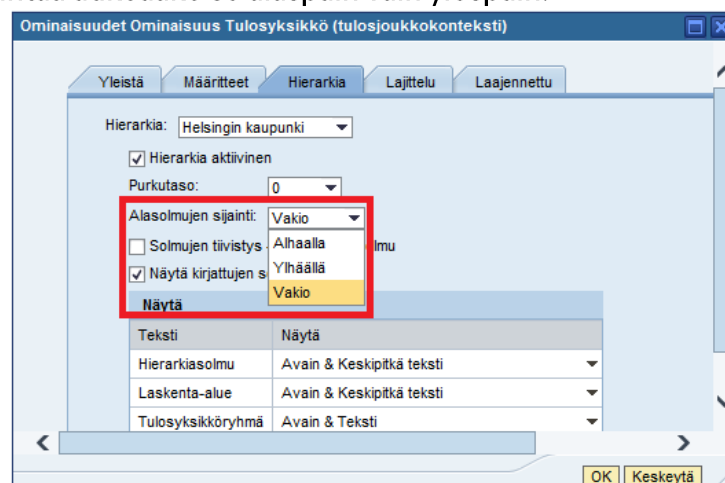 Ominaisuudet Ominaisuus Tulosyksikkö (tulosjoukkokonteksti)
Yleistä Määritteet Hierarkia Lajittelu Laajennettu
Hierarkia: Helsingin kaupunki
Hierarkia aktiivinen
Purkutaso: 0
Alasolmujen sijainti: Vakio
Alhaalla
Solmujen tiivistys
Ylhäällä
Näytä kirjattujen
Vakio
Näytä
Teksti Näytä
Hierarkiasolmu Avain & Keskipitkä teksti
Laskenta-alue Avain & Keskipitkä teksti
Tulosyksikköryhmä Avain & Teksti
OK Keskeytä